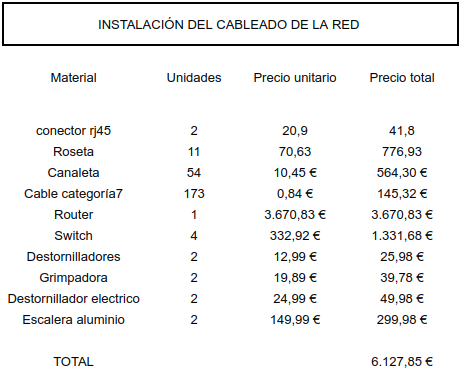 INSTALACIÓN DEL CABLEADO DE LA RED
Material Unidades Precio unitario Precio total
conector rj45 2 20,9 41,8
Roseta 11 70,63 776,93
Canaleta 54 10,45 € 564,30 €
Cable categoría7 173 0,84 € 145,32 €
Router 1 3.670,83 € 3.670,83 €
Switch 4 332,92 € 1.331,68 €
Destornilladores 2 12,99 € 25,98 €
Grimpadora 2 19,89 € 39,78 €
Destornillador electrico 2 24,99 € 49,98 €
Escalera aluminio 2 149,99 € 299,98 €
TOTAL 6.127,85 €